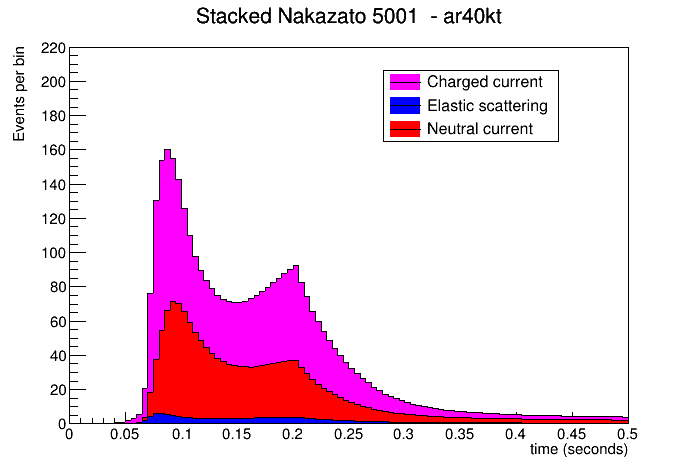 Stacked Nakazato 5001 - ar40kt
Events per bin
220
200
180
160
140
120
100
80
60
40
20
0
Charged current
Elastic scattering
Neutral current
0 0.05 0.1 0.15 0.2 0.25 0.3 0.35 0.4 0.45 0.5
time (seconds)